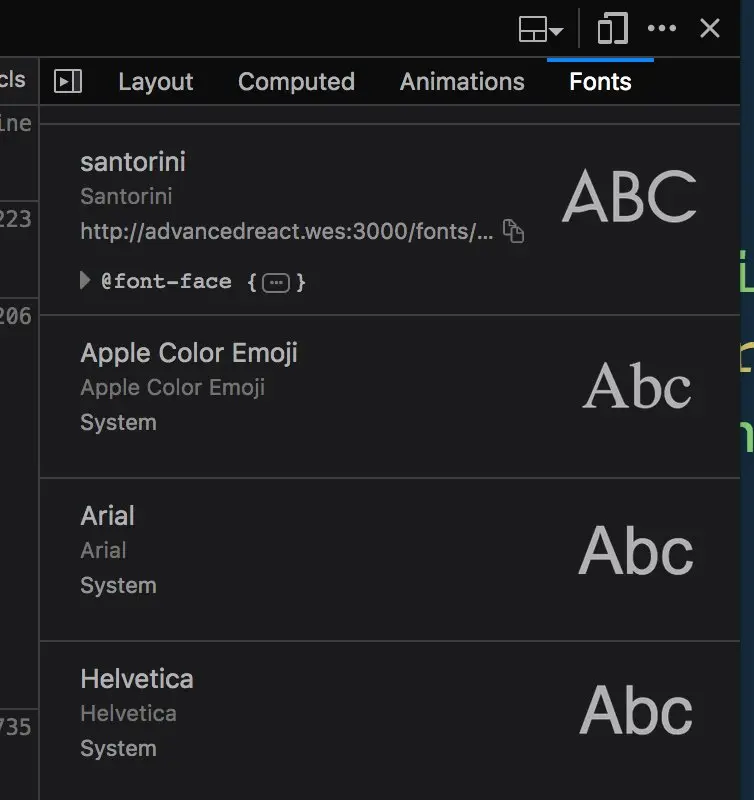 cls
Layout
Computed
Animations
Fonts
ine
santorini
ABC
Santorini
223
http://advancedreact.wes:3000/fonts/...
@font-face { }
206
Apple Color Emoji
Abc
Apple Color Emoji
System
Arial
Abc
Arial
System
Helvetica
Abc
Helvetica
735
System